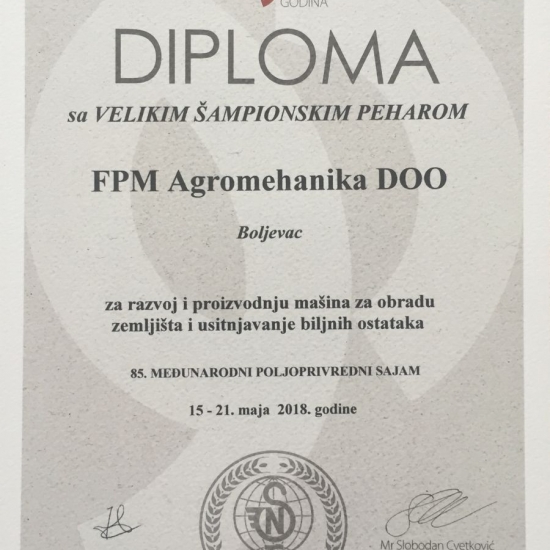 GODINA
DIPLOMA
sa VELIKIM ŠAMPIONSKIM PEHAROM
FPM Agromehanika DOO
Boljevac
za razvoj i proizvodnju mašina za obradu
zemljišta i usitnjavanje biljnih ostataka
85. MEĐUNARODNI POLJOPRIVREDNI SAJAM
15 - 21. maja 2018. godine
Mr Slobodan Cvetković